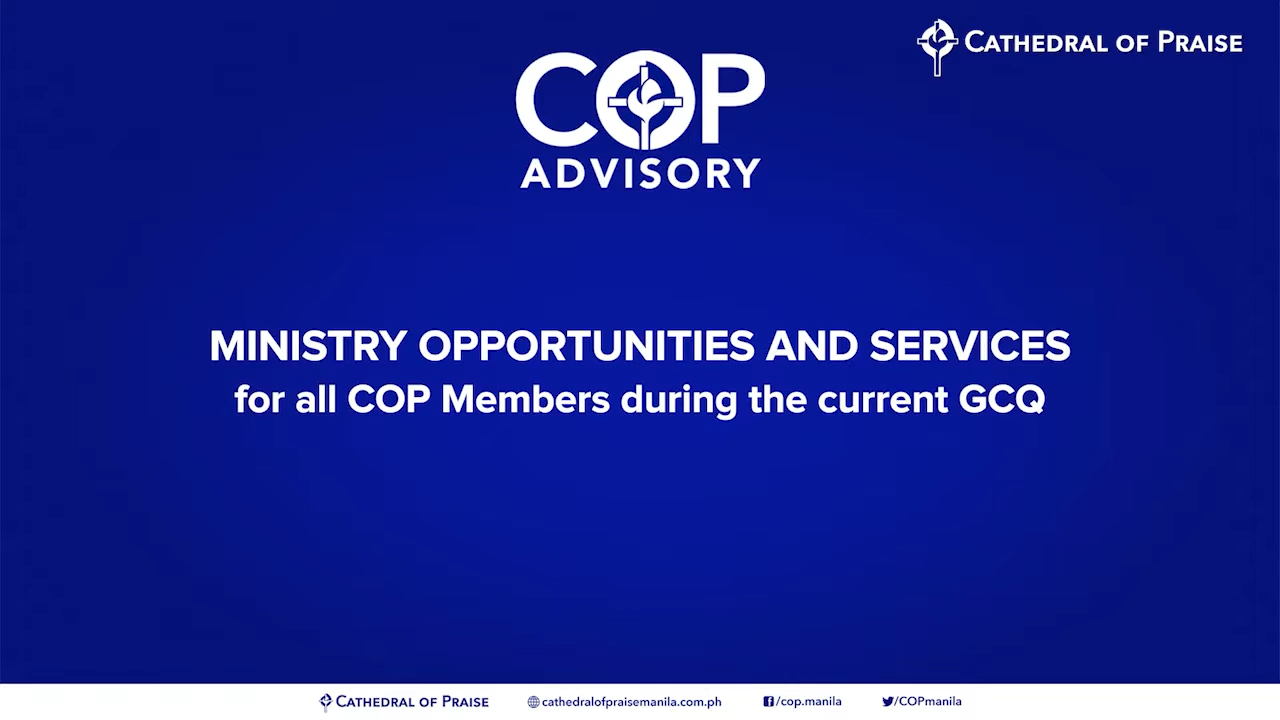 CATHEDRAL OF PRAISE
COP
ADVISORY
MINISTRY OPPORTUNITIES AND SERVICES
for all COP Members during the current GCQ
CATHEDRAL OF PRAISE cathedralofpraisemanila.com.ph /cop.manila /COPmanila